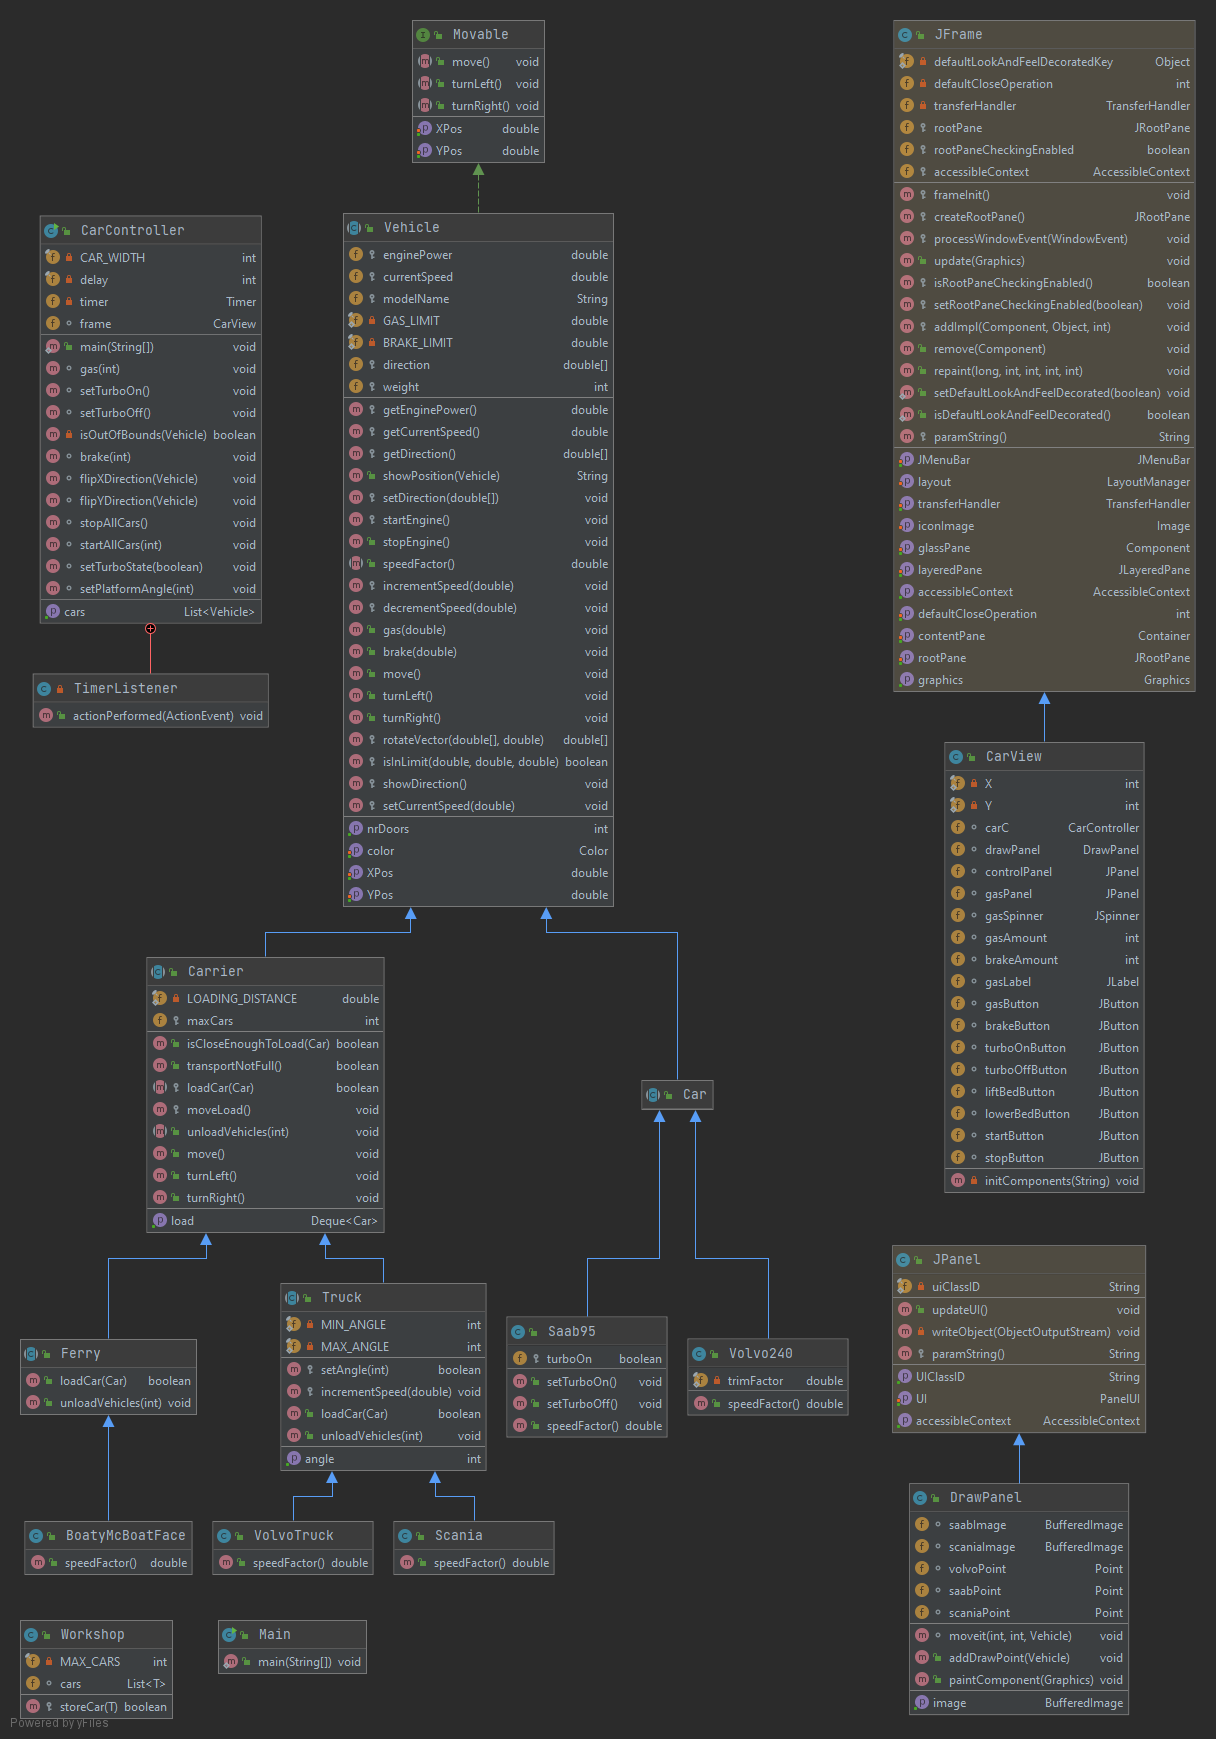 Movable
move() void
turnLeft() void
turnRight() void
XPos double
YPos double
JFrame
defaultLookAndFeelDecoratedKey Object
defaultCloseOperation int
transferHandler TransferHandler
rootPane JRootPane
rootPaneCheckingEnabled boolean
accessibleContext AccessibleContext
frameInit() void
createRootPane() JRootPane
processWindowEvent(WindowEvent) void
update(Graphics) void
isRootPaneCheckingEnabled() boolean
setRootPaneCheckingEnabled(boolean) void
addImpl(Component, Object, int) void
remove(Component) void
repaint(long, int, int, int, int) void
setDefaultLookAndFeelDecorated(boolean) void
isDefaultLookAndFeelDecorated() boolean
paramString() String
JMenuBar JMenuBar
layout LayoutManager
transferHandler TransferHandler
iconImage Image
glassPane Component
layeredPane JLayeredPane
accessibleContext AccessibleContext
defaultCloseOperation int
contentPane Container
rootPane JRootPane
graphics Graphics
CarController
CAR_WIDTH int
delay int
timer Timer
frame CarView
main(String[]) void
gas(int) void
setTurboOn() void
setTurboOff() void
isOutOfBounds(Vehicle) boolean
brake(int) void
flipXDirection(Vehicle) void
flipYDirection(Vehicle) void
stopAllCars() void
startAllCars(int) void
setTurboState(boolean) void
setPlatformAngle(int) void
cars List<Vehicle>
TimerListener
actionPerformed(ActionEvent) void
Vehicle
enginePower double
currentSpeed double
modelName String
GAS_LIMIT double
BRAKE_LIMIT double
direction double[]
weight int
getEnginePower() double
getCurrentSpeed() double
getDirection() double[]
showPosition(Vehicle) String
setDirection(double[]) void
startEngine() void
stopEngine() void
speedFactor() double
incrementSpeed(double) void
decrementSpeed(double) void
gas(double) void
brake(double) void
move() void
turnLeft() void
turnRight() void
rotateVector(double[], double) double[]
isInLimit(double, double, double) boolean
showDirection() void
setCurrentSpeed(double) void
nrDoors int
color Color
XPos double
YPos double
CarView
X int
Y int
carC CarController
drawPanel DrawPanel
controlPanel JPanel
gasPanel JPanel
gasSpinner JSpinner
gasAmount int
brakeAmount int
gasLabel JLabel
gasButton JButton
brakeButton JButton
turboOnButton JButton
turboOffButton JButton
liftBedButton JButton
lowerBedButton JButton
startButton JButton
stopButton JButton
initComponents(String) void
Carrier
LOADING_DISTANCE double
maxCars int
isCloseEnoughToLoad(Car) boolean
transportNotFull() boolean
loadCar(Car) boolean
moveLoad() void
unloadVehicles(int) void
move() void
turnLeft() void
turnRight() void
load Deque<Car>
Car
JPanel
uiClassID String
updateUI() void
writeObject(ObjectOutputStream) void
paramString() String
UIClassID String
UI PanelUI
accessibleContext AccessibleContext
Ferry
loadCar(Car) boolean
unloadVehicles(int) void
Truck
MIN_ANGLE int
MAX_ANGLE int
setAngle(int) boolean
incrementSpeed(double) void
loadCar(Car) boolean
unloadVehicles(int) void
angle int
Saab95
turboOn boolean
setTurboOn() void
setTurboOff() void
speedFactor() double
Volvo240
trimFactor double
speedFactor() double
DrawPanel
saabImage BufferedImage
scaniaImage BufferedImage
volvoPoint Point
saabPoint Point
scaniaPoint Point
moveit(int, int, Vehicle) void
addDrawPoint(Vehicle) void
paintComponent(Graphics) void
image BufferedImage
BoatyMcBoatFace
speedFactor() double
VolvoTruck
speedFactor() double
Scania
speedFactor() double
Workshop
MAX_CARS int
cars List<T>
storeCar(T) boolean
Main
main(String[]) void
Powered by yFiles